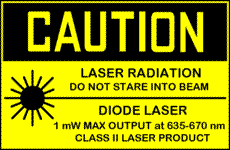 CAUTION
LASER RADIATION
DO NOT STARE INTO BEAM
DIODE LASER
1 mW MAX OUTPUT at 635-670 nm
CLASS II LASER PRODUCT